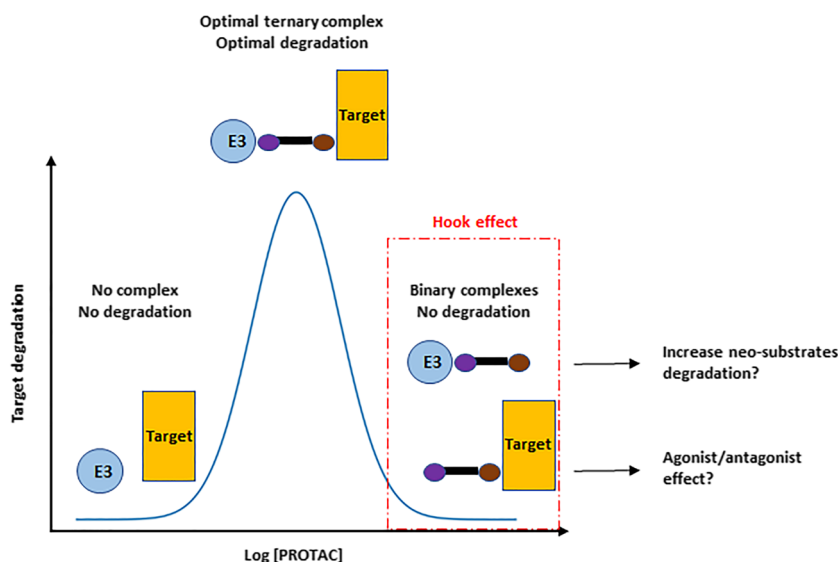 Optimal ternary complex
Optimal degradation
Target
E3
Hook effect
No complex
No degradation
Binary complexes
No degradation
E3
Increase neo-substrates
degradation?
Target
E3
Target
Agonist/antagonist
effect?
Target degradation
Log [PROTAC]